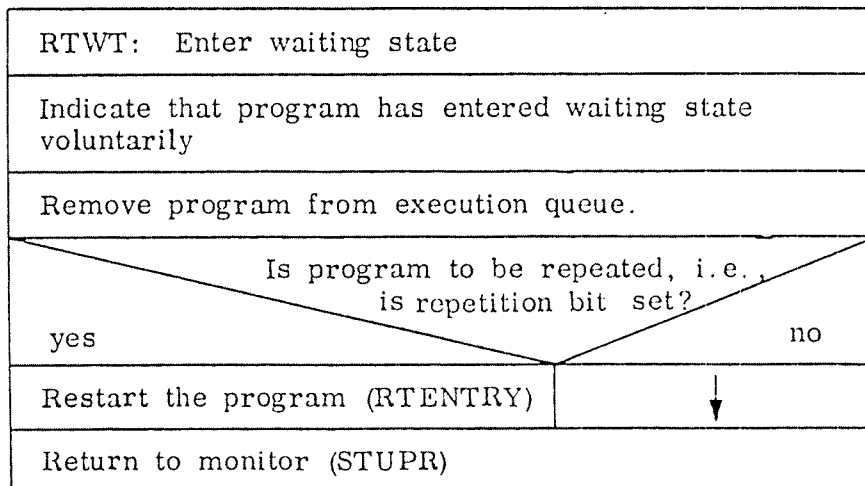 RTWT: Enter waiting state
Indicate that program has entered waiting state
voluntarily
Remove program from execution queue.
Is program to be repeated, i.e.,
is repetition bit set?
yes
no
Restart the program (RTENTRY)
Return to monitor (STUPR)